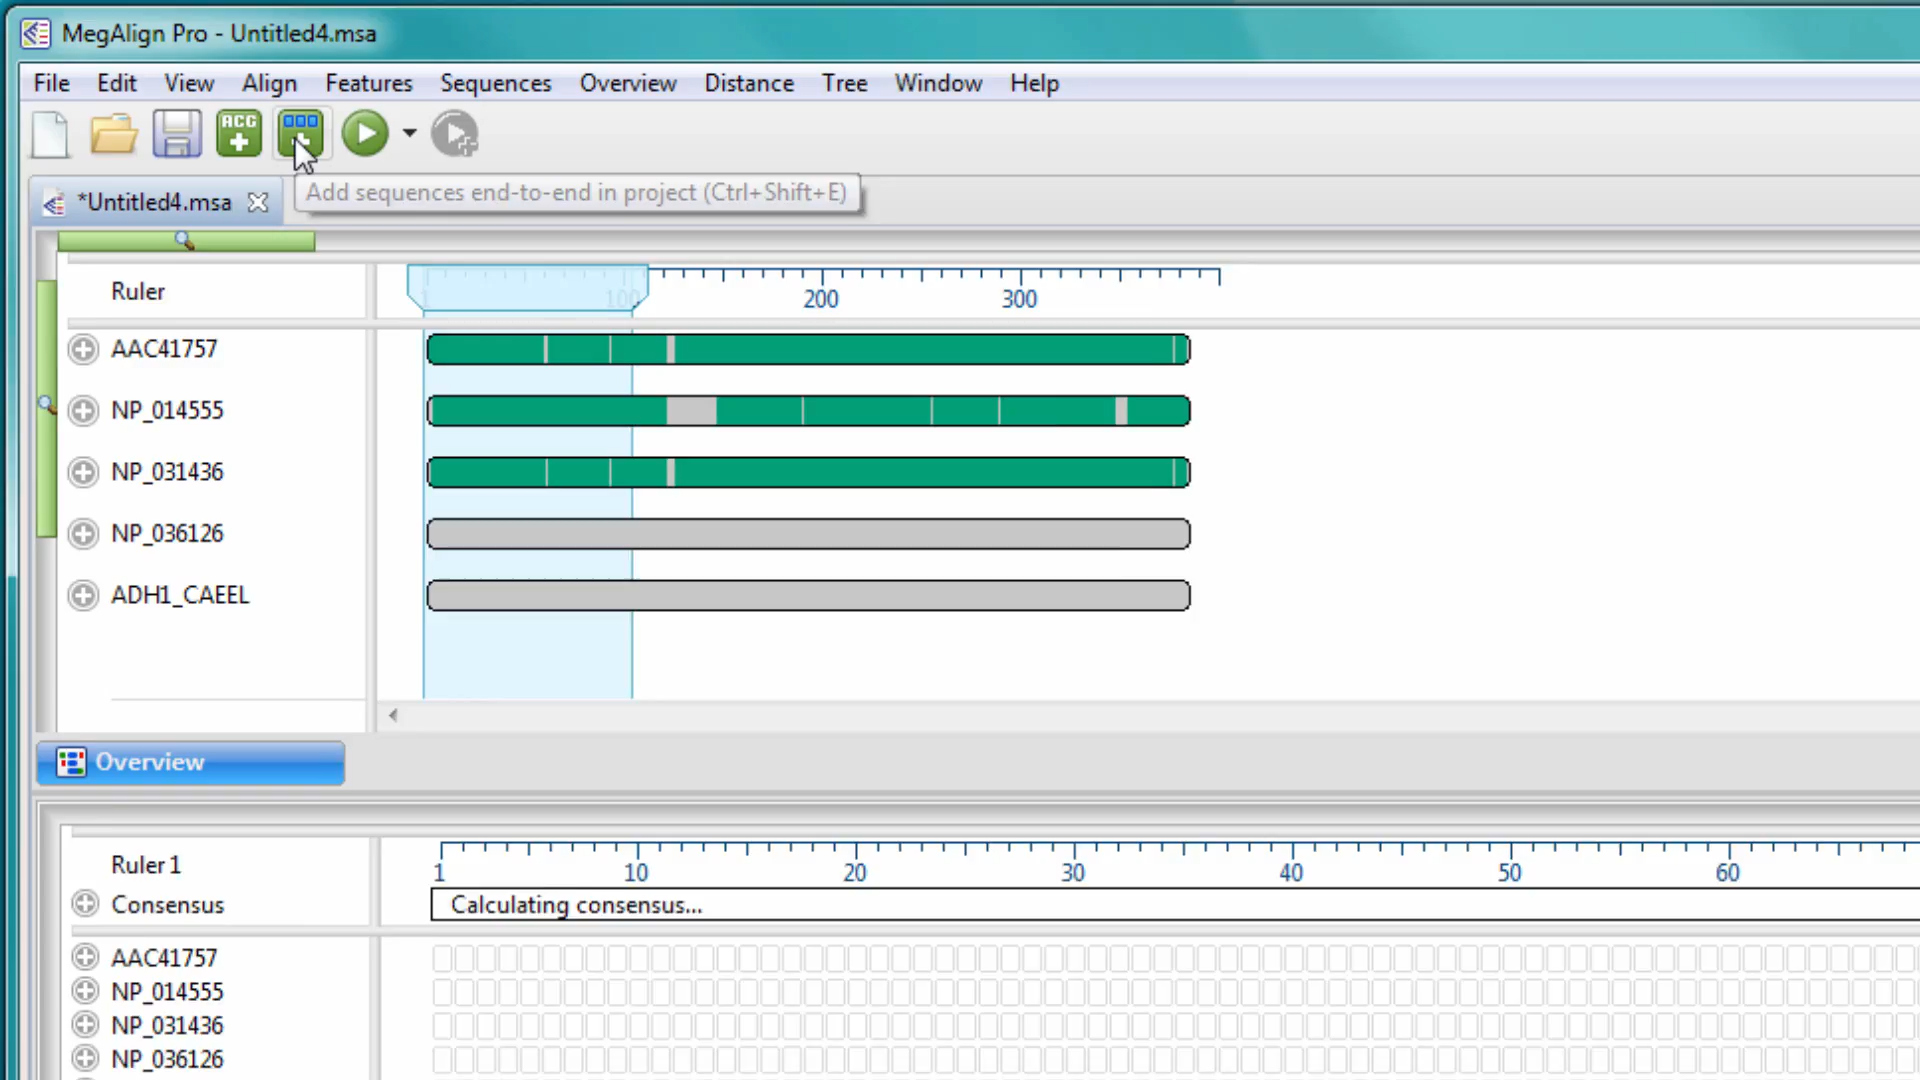 MegAlign Pro - Untitled4.msa
File Edit View Align Features Sequences Overview Distance Tree Window Help
ACG
*Untitled4.msa
Add sequences end-to-end in project (Ctrl+Shift+E)
Ruler
1 100 200 300
AAC41757
NP_014555
NP_031436
NP_036126
ADH1_CAEEL
Overview
Ruler 1
1 10 20 30 40 50 60
Consensus
Calculating consensus...
AAC41757
NP_014555
NP_031436
NP_036126